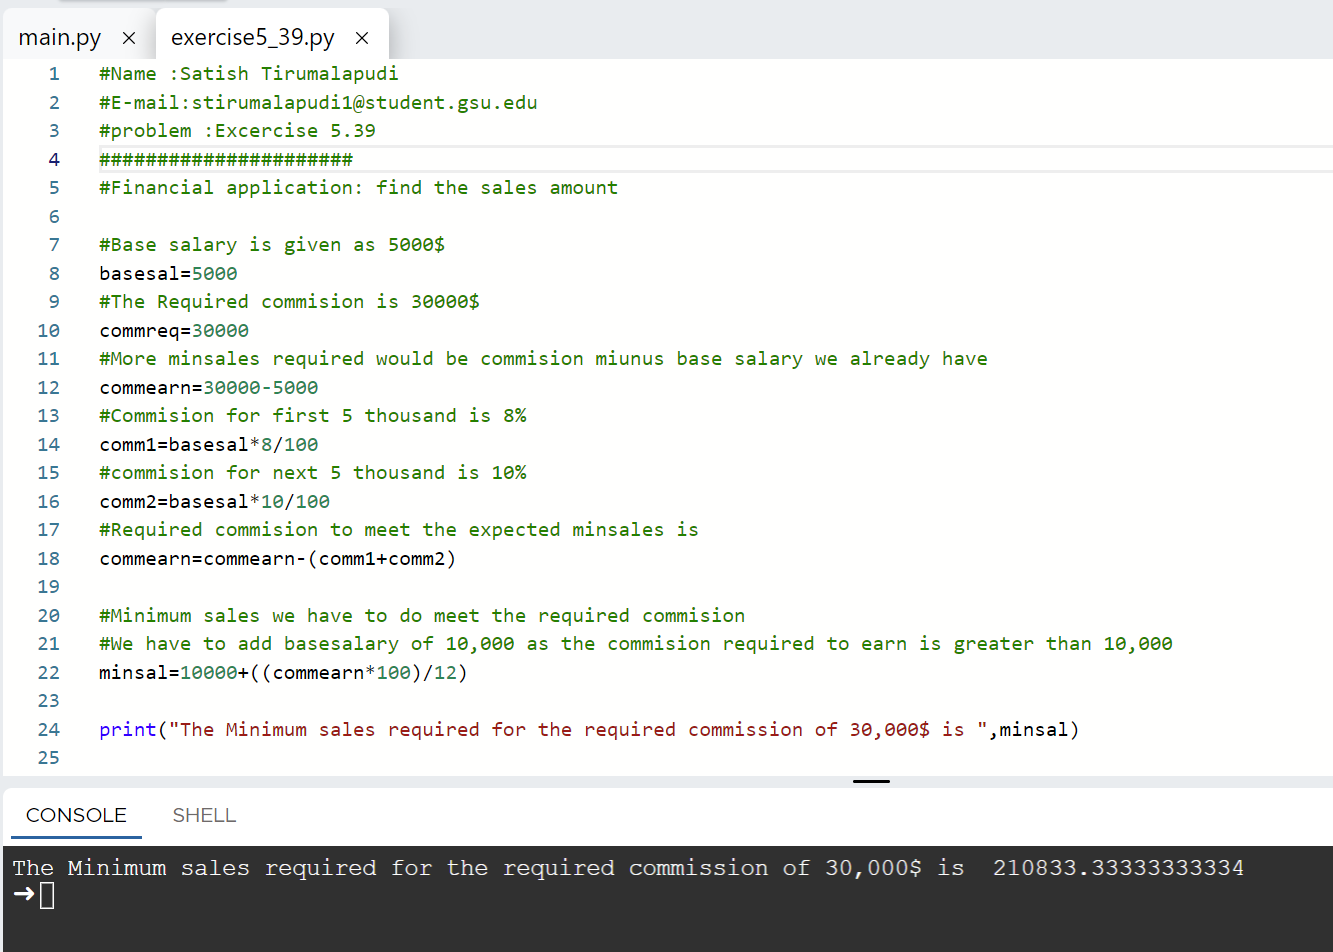 main.py × exercise5_39.py ×
1 #Name :Satish Tirumalapudi
2 #E-mail:stirumalapudi1@student.gsu.edu
3 #problem :Excercise 5.39
4 ######################
5 #Financial application: find the sales amount
6
7 #Base salary is given as 5000$
8 basesal=5000
9 #The Required commision is 30000$
10 commreq=30000
11 #More minsales required would be commision miunus base salary we already have
12 commearn=30000-5000
13 #Commision for first 5 thousand is 8%
14 comm1=basesal*8/100
15 #commision for next 5 thousand is 10%
16 comm2=basesal*10/100
17 #Required commision to meet the expected minsales is
18 commearn=commearn-(comm1+comm2)
19
20 #Minimum sales we have to do meet the required commision
21 #We have to add basesalary of 10,000 as the commision required to earn is greater than 10,000
22 minsal=10000+((commearn*100)/12)
23
24 print("The Minimum sales required for the required commission of 30,000$ is ",minsal)
25
CONSOLE SHELL
The Minimum sales required for the required commission of 30,000$ is  210833.33333333334
➜